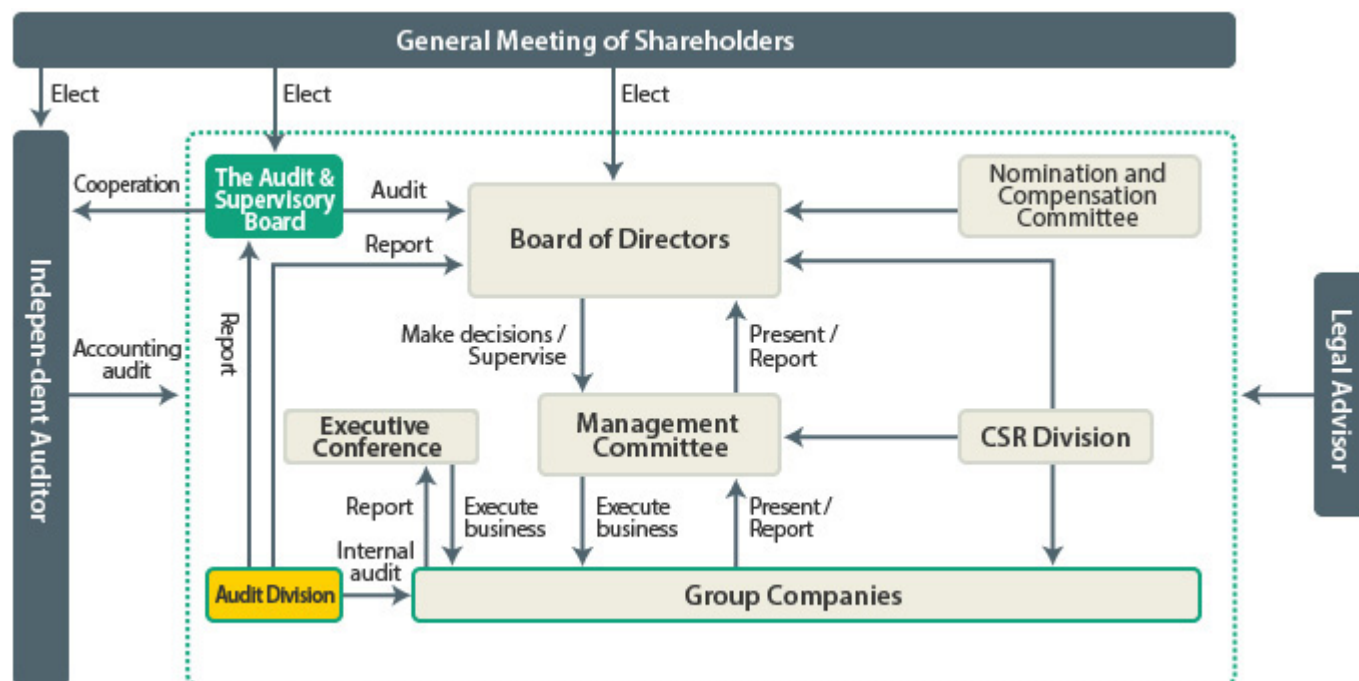 General Meeting of Shareholders
Elect
Elect
Elect
Indepen-dent Auditor
Cooperation
The Audit &
Supervisory
Board
Audit
Report
Board of Directors
Nomination and
Compensation
Committee
Legal Advisor
Report
Accounting
audit
Make decisions /
Supervise
Present /
Report
Executive
Conference
Management
Committee
CSR Division
Report
Execute
business
Execute
business
Present /
Report
Internal
audit
Audit Division
Group Companies